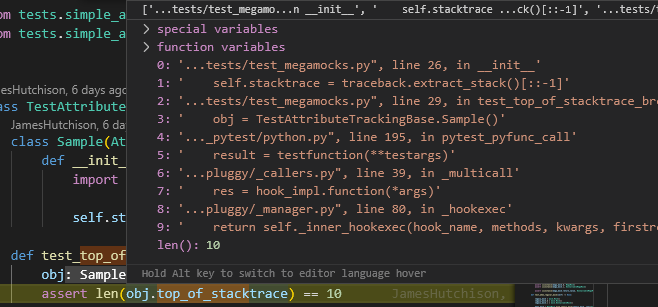 ['...tests/test_megamo...n __init__', '    self.stacktrace ...ck()[::-1]', '...tests/t
om tests.simple_a
> special variables
om tests.simple_a
> function variables
0: '...tests/test_megamocks.py", line 26, in __init__'
1: '    self.stacktrace = traceback.extract_stack()[::-1]'
mesHutchison, 6 days ago
2: '...tests/test_megamocks.py", line 29, in test_top_of_stacktrace_bro
ass TestAttribute
3: '    obj = TestAttributeTrackingBase.Sample()'
JamesHutchison, 6
4: '..._pytest/python.py", line 195, in pytest_pyfunc_call'
class Sample(At
5: '    result = testfunction(**testargs)'
def __init_
6: '...pluggy/_callers.py", line 39, in _multicall'
import
7: '    res = hook_impl.function(*args)'
8: '...pluggy/_manager.py", line 80, in _hookexec'
self.st
9: '    return self._inner_hookexec(hook_name, methods, kwargs, firstre
len(): 10
def test_top_of
obj: Sample
Hold Alt key to switch to editor language hover
assert len(obj.top_of_stacktrace) == 10 JamesHutchison,